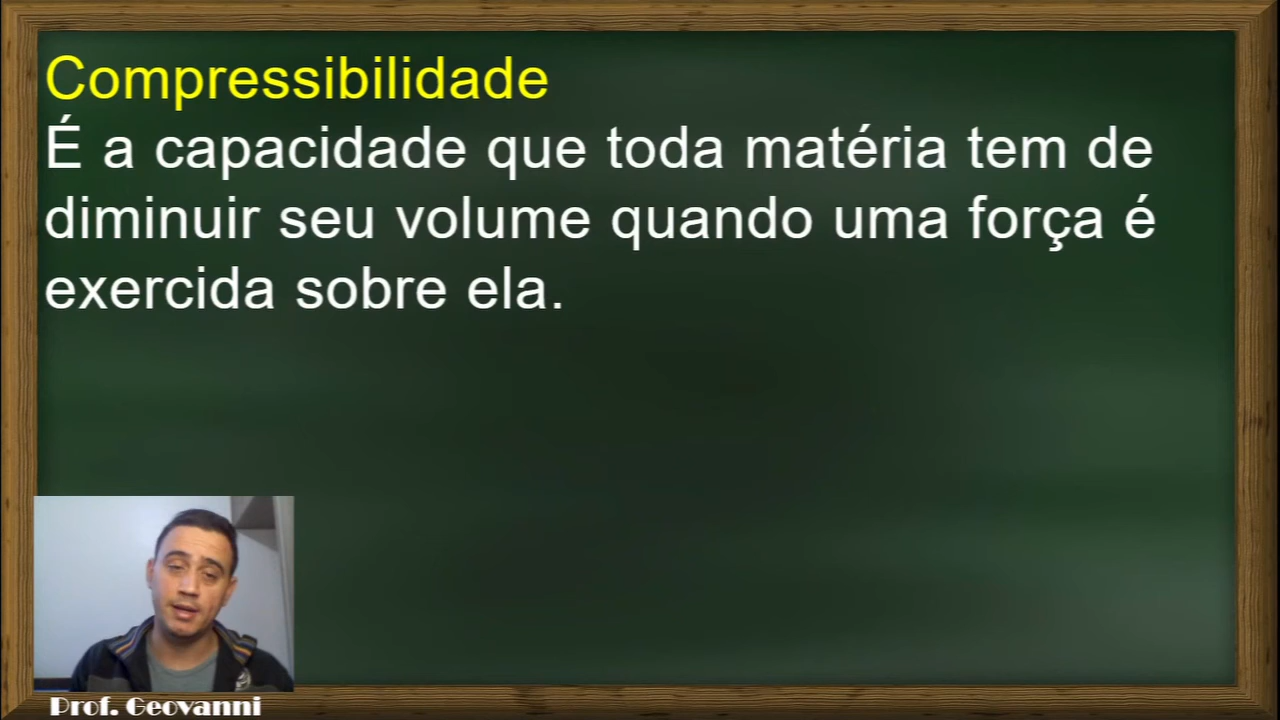 Compressibilidade
É a capacidade que toda matéria tem de
diminuir seu volume quando uma força é
exercida sobre ela.
Prof. Geovanni